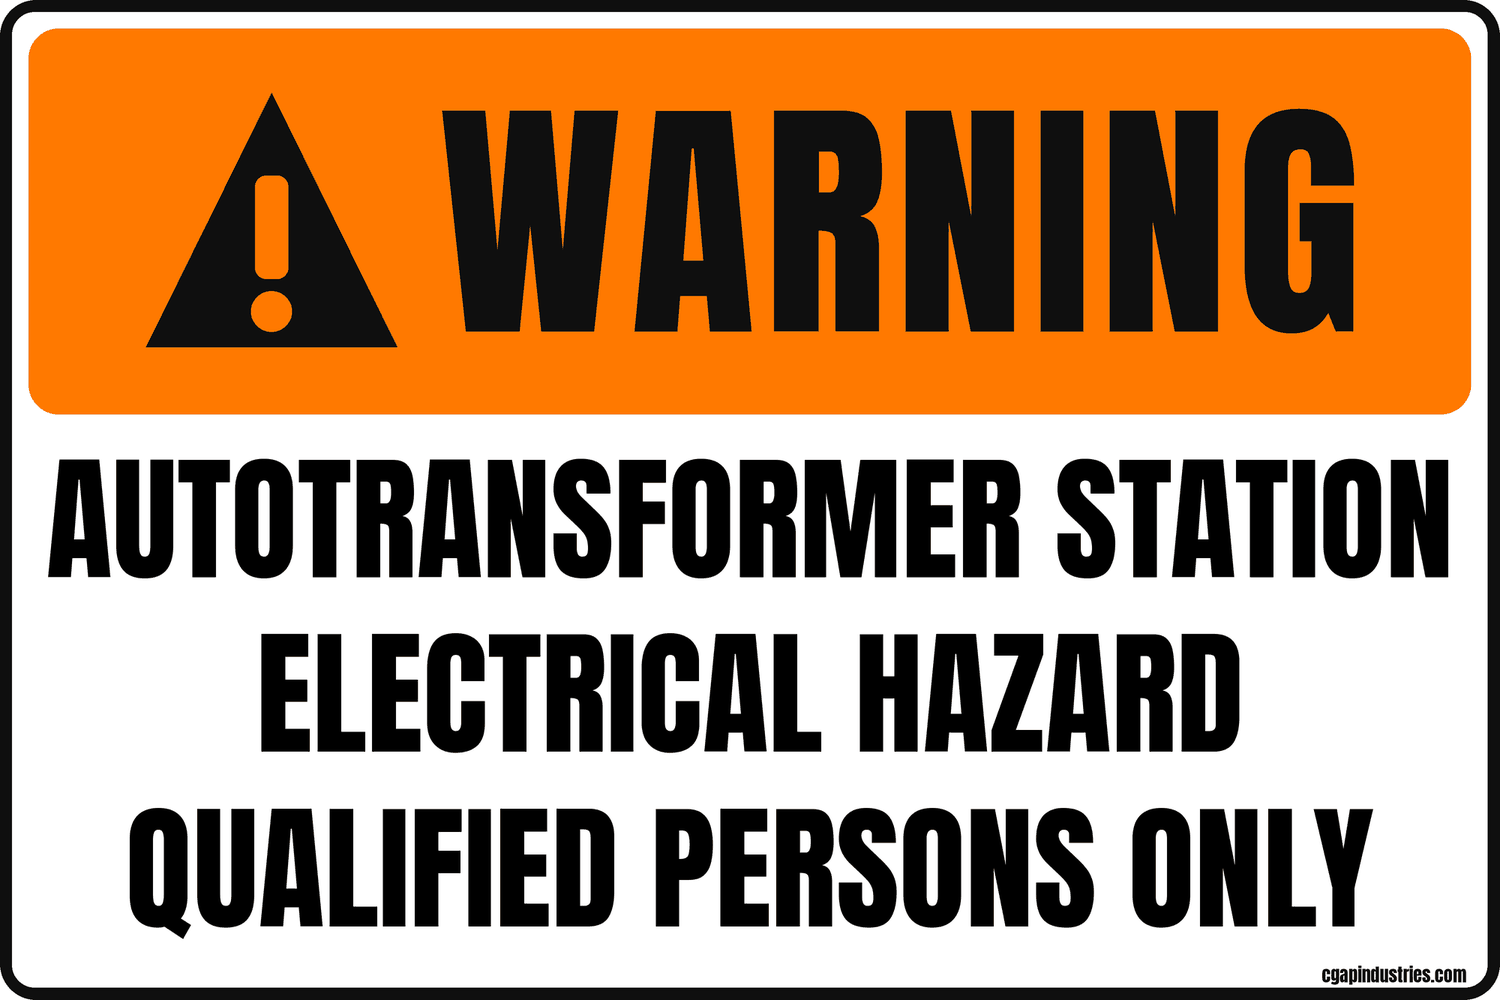 WARNING
AUTOTRANSFORMER STATION
ELECTRICAL HAZARD
QUALIFIED PERSONS ONLY
cgapindustries.com